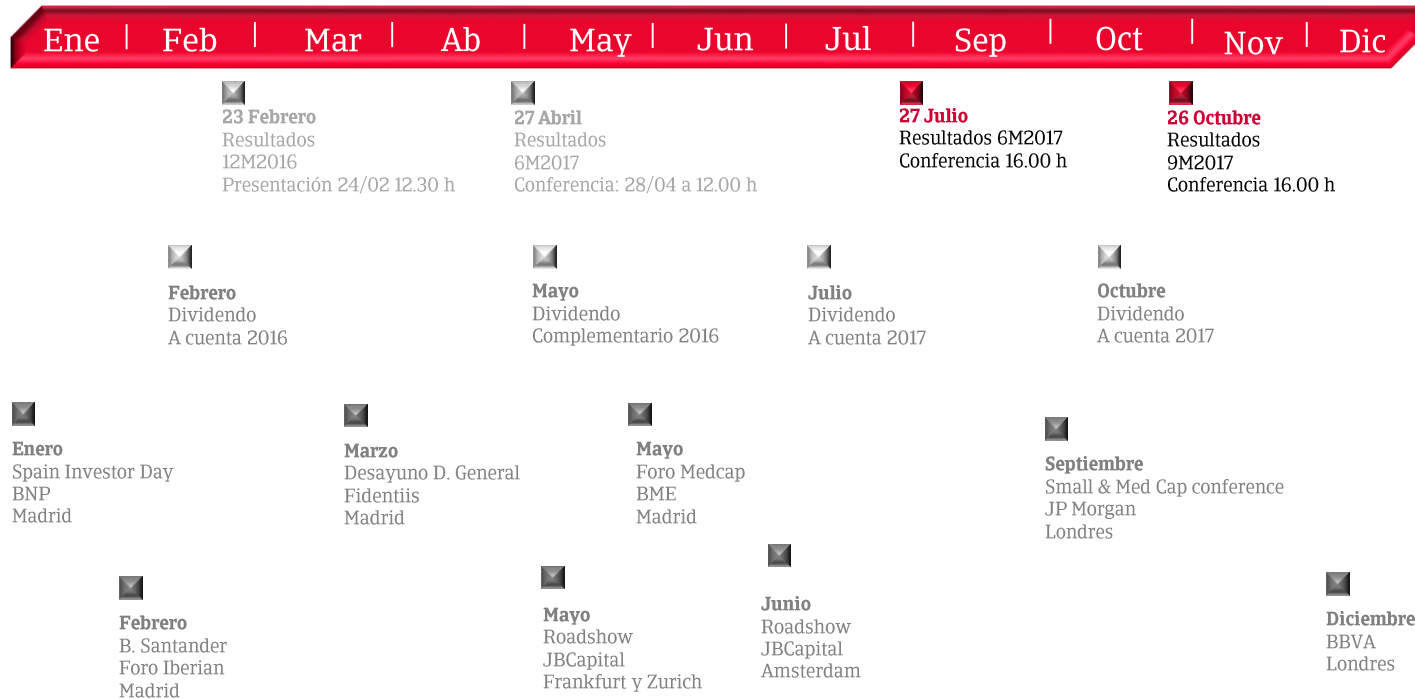 Ene | Feb | Mar | Ab | May | Jun | Jul | Sep | Oct | Nov | Dic
23 Febrero
Resultados
12M2016
Presentación 24/02 12.30 h
27 Abril
Resultados
6M2017
Conferencia: 28/04 a 12.00 h
27 Julio
Resultados 6M2017
Conferencia 16.00 h
26 Octubre
Resultados
9M2017
Conferencia 16.00 h
Febrero
Dividendo
A cuenta 2016
Mayo
Dividendo
Complementario 2016
Julio
Dividendo
A cuenta 2017
Octubre
Dividendo
A cuenta 2017
Enero
Spain Investor Day
BNP
Madrid
Marzo
Desayuno D. General
Fidentiis
Madrid
Mayo
Foro Medcap
BME
Madrid
Septiembre
Small & Med Cap conference
JP Morgan
Londres
Febrero
B. Santander
Foro Iberian
Madrid
Mayo
Roadshow
JBCapital
Frankfurt y Zurich
Junio
Roadshow
JBCapital
Amsterdam
Diciembre
BBVA
Londres